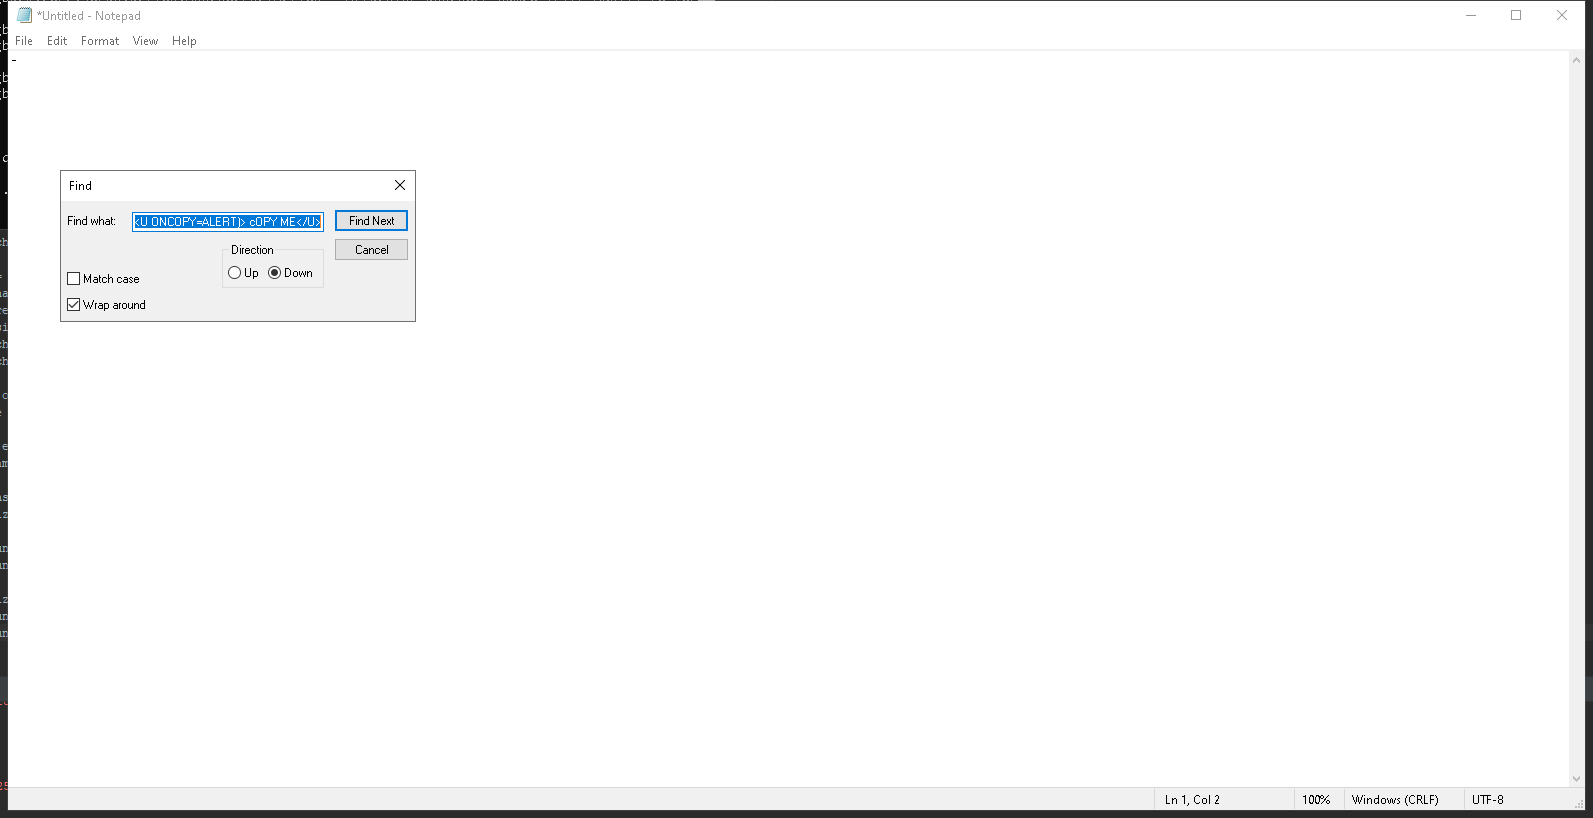 *Untitled - Notepad
File Edit Format View Help
-
Find
Find what: <U ONCOPY=ALERT)> cOPY ME</U> Find Next
Direction Cancel
Up Down
Match case
Wrap around
Ln 1, Col 2 100% Windows (CRLF) UTF-8